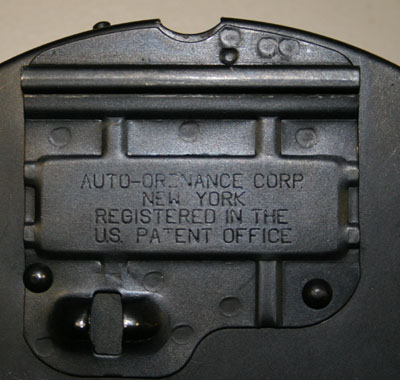 AUTO-ORDNANCE CORP.
NEW YORK
REGISTERED IN THE
U.S. PATENT OFFICE